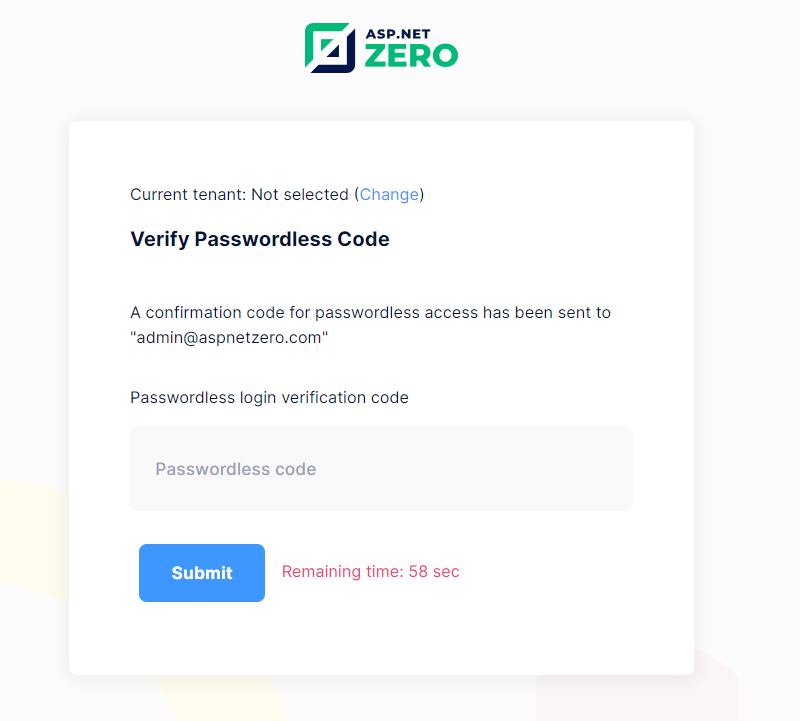 ASP.NET
ZERO
Current tenant: Not selected (Change)
Verify Passwordless Code
A confirmation code for passwordless access has been sent to
"admin@aspnetzero.com"
Passwordless login verification code
Passwordless code
Submit
Remaining time: 58 sec